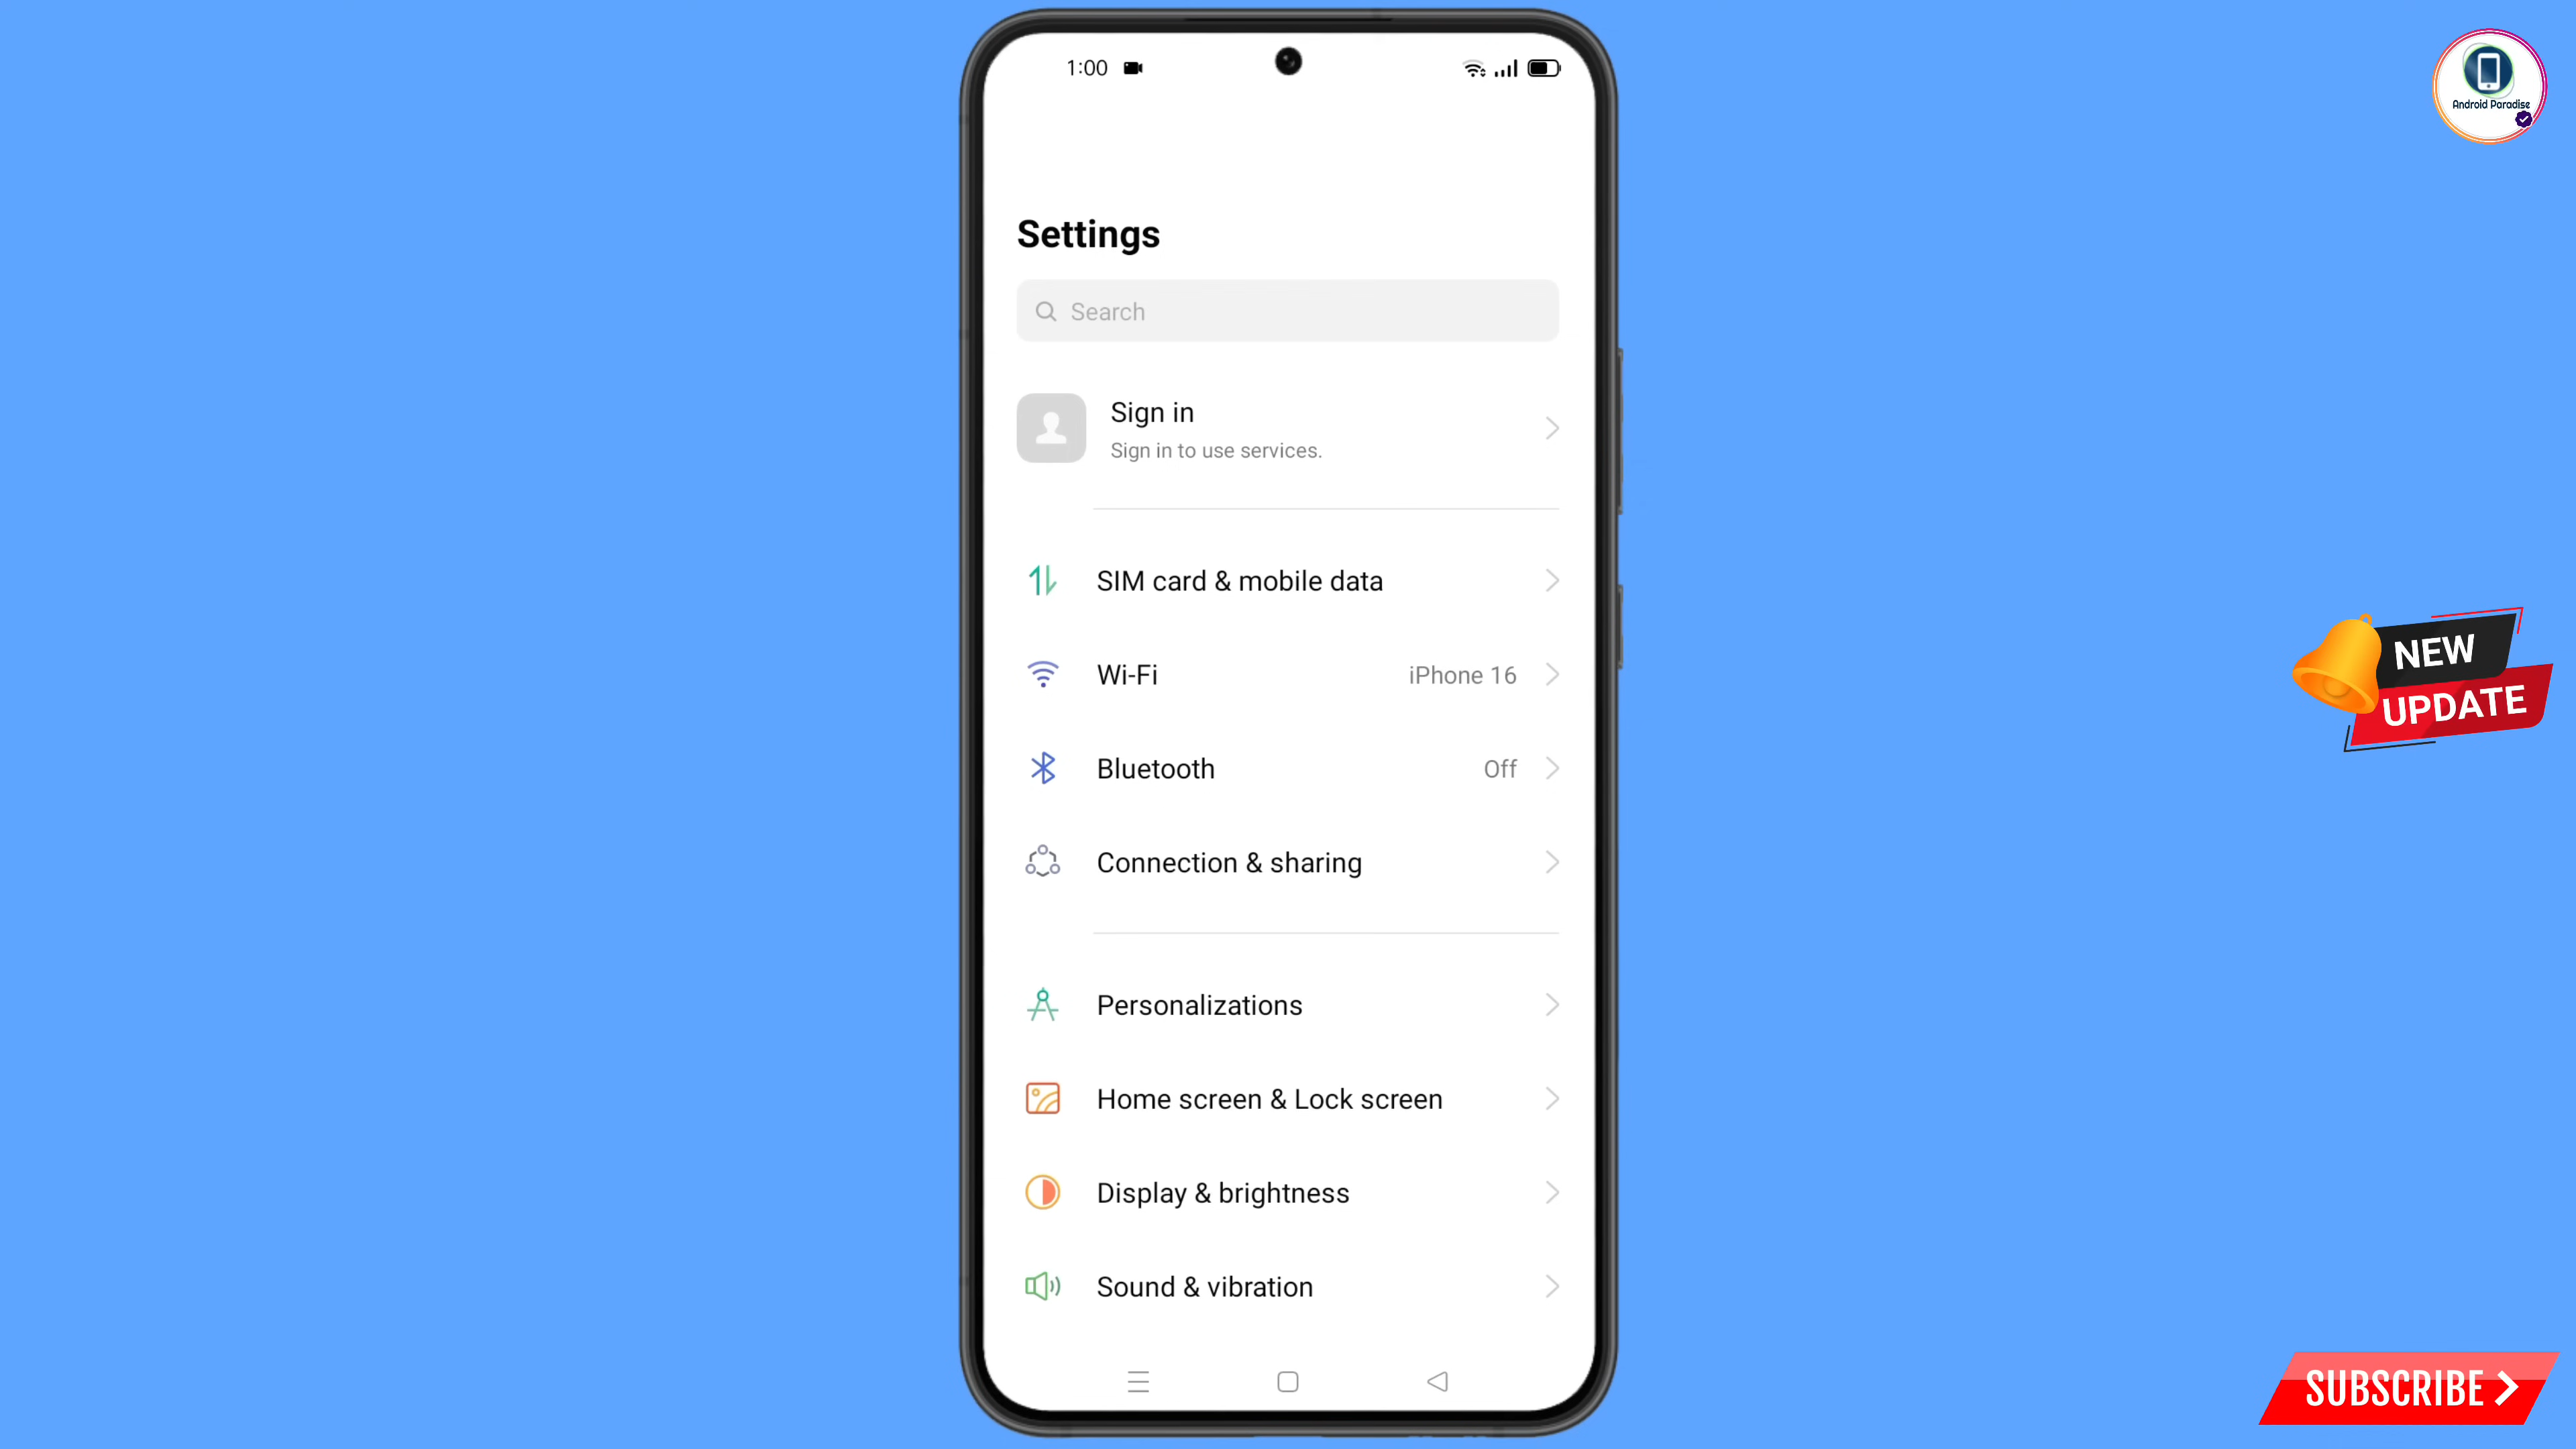 1:00
Android Paradise
Settings
Search
Sign in
Sign in to use services.
SIM card & mobile data
Wi-Fi iPhone 16
Bluetooth Off
Connection & sharing
Personalizations
Home screen & Lock screen
Display & brightness
Sound & vibration
NEW
UPDATE
SUBSCRIBE